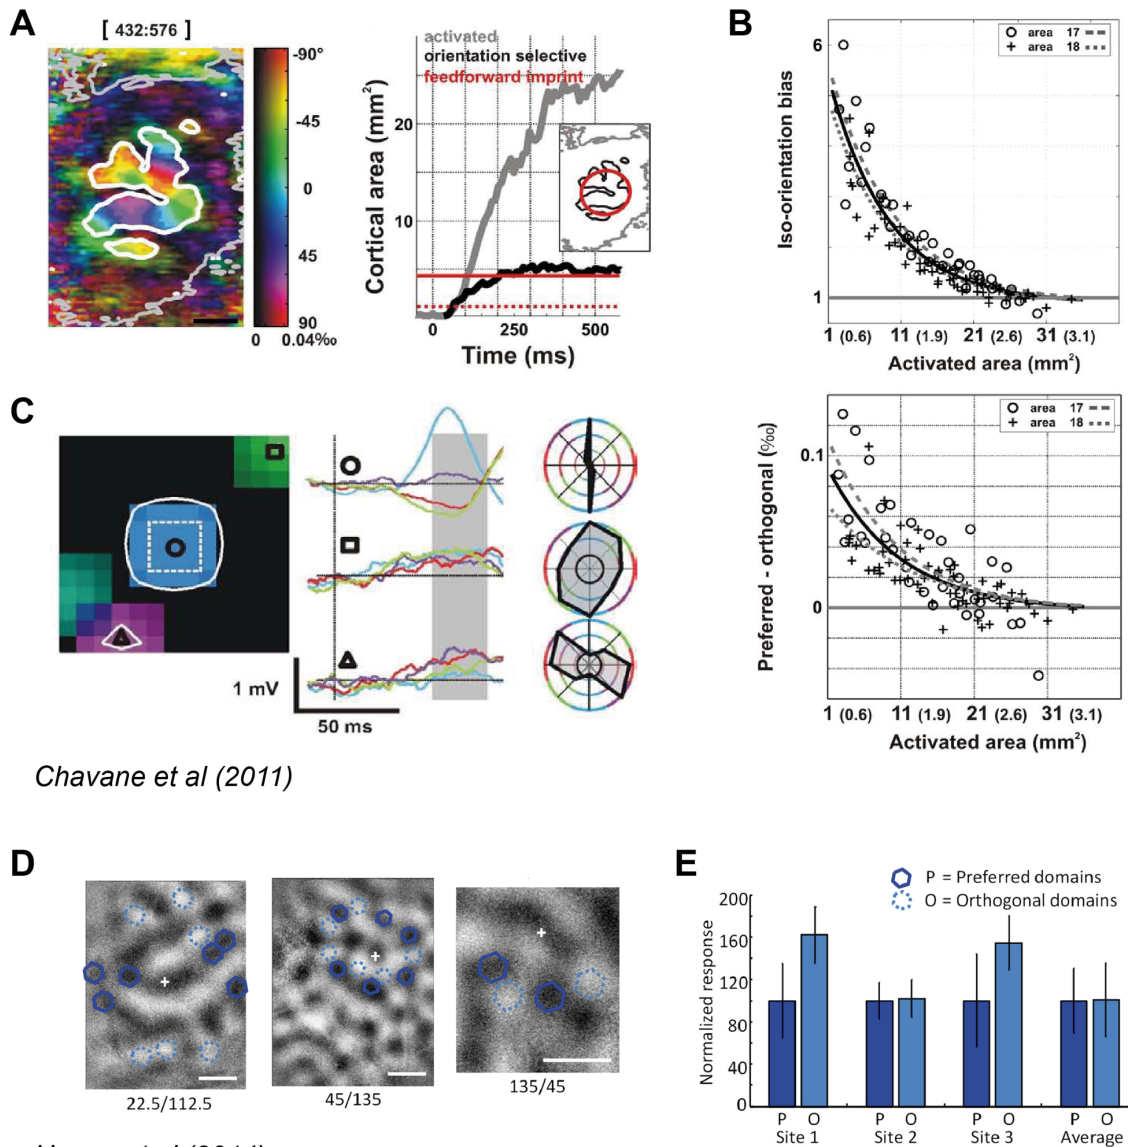 A
[ 432:576 ]
-90°
-45
0
45
90
0 0.04‰
activated
orientation selective
feedforward imprint
Cortical area (mm²)
20
10
0 250 500
Time (ms)
B
area 17
area 18
6
1
Iso-orientation bias
1 (0.6) 11 (1.9) 21 (2.6) 31 (3.1)
Activated area (mm²)
C
1 mV
50 ms
area 17
area 18
0.1
0
Preferred - orthogonal (‰)
1 (0.6) 11 (1.9) 21 (2.6) 31 (3.1)
Activated area (mm²)
Chavane et al (2011)
D
22.5/112.5
45/135
135/45
E
P = Preferred domains
O = Orthogonal domains
Normalized response
200
160
120
80
40
0
P O P O P O P O
Site 1 Site 2 Site 3 Average